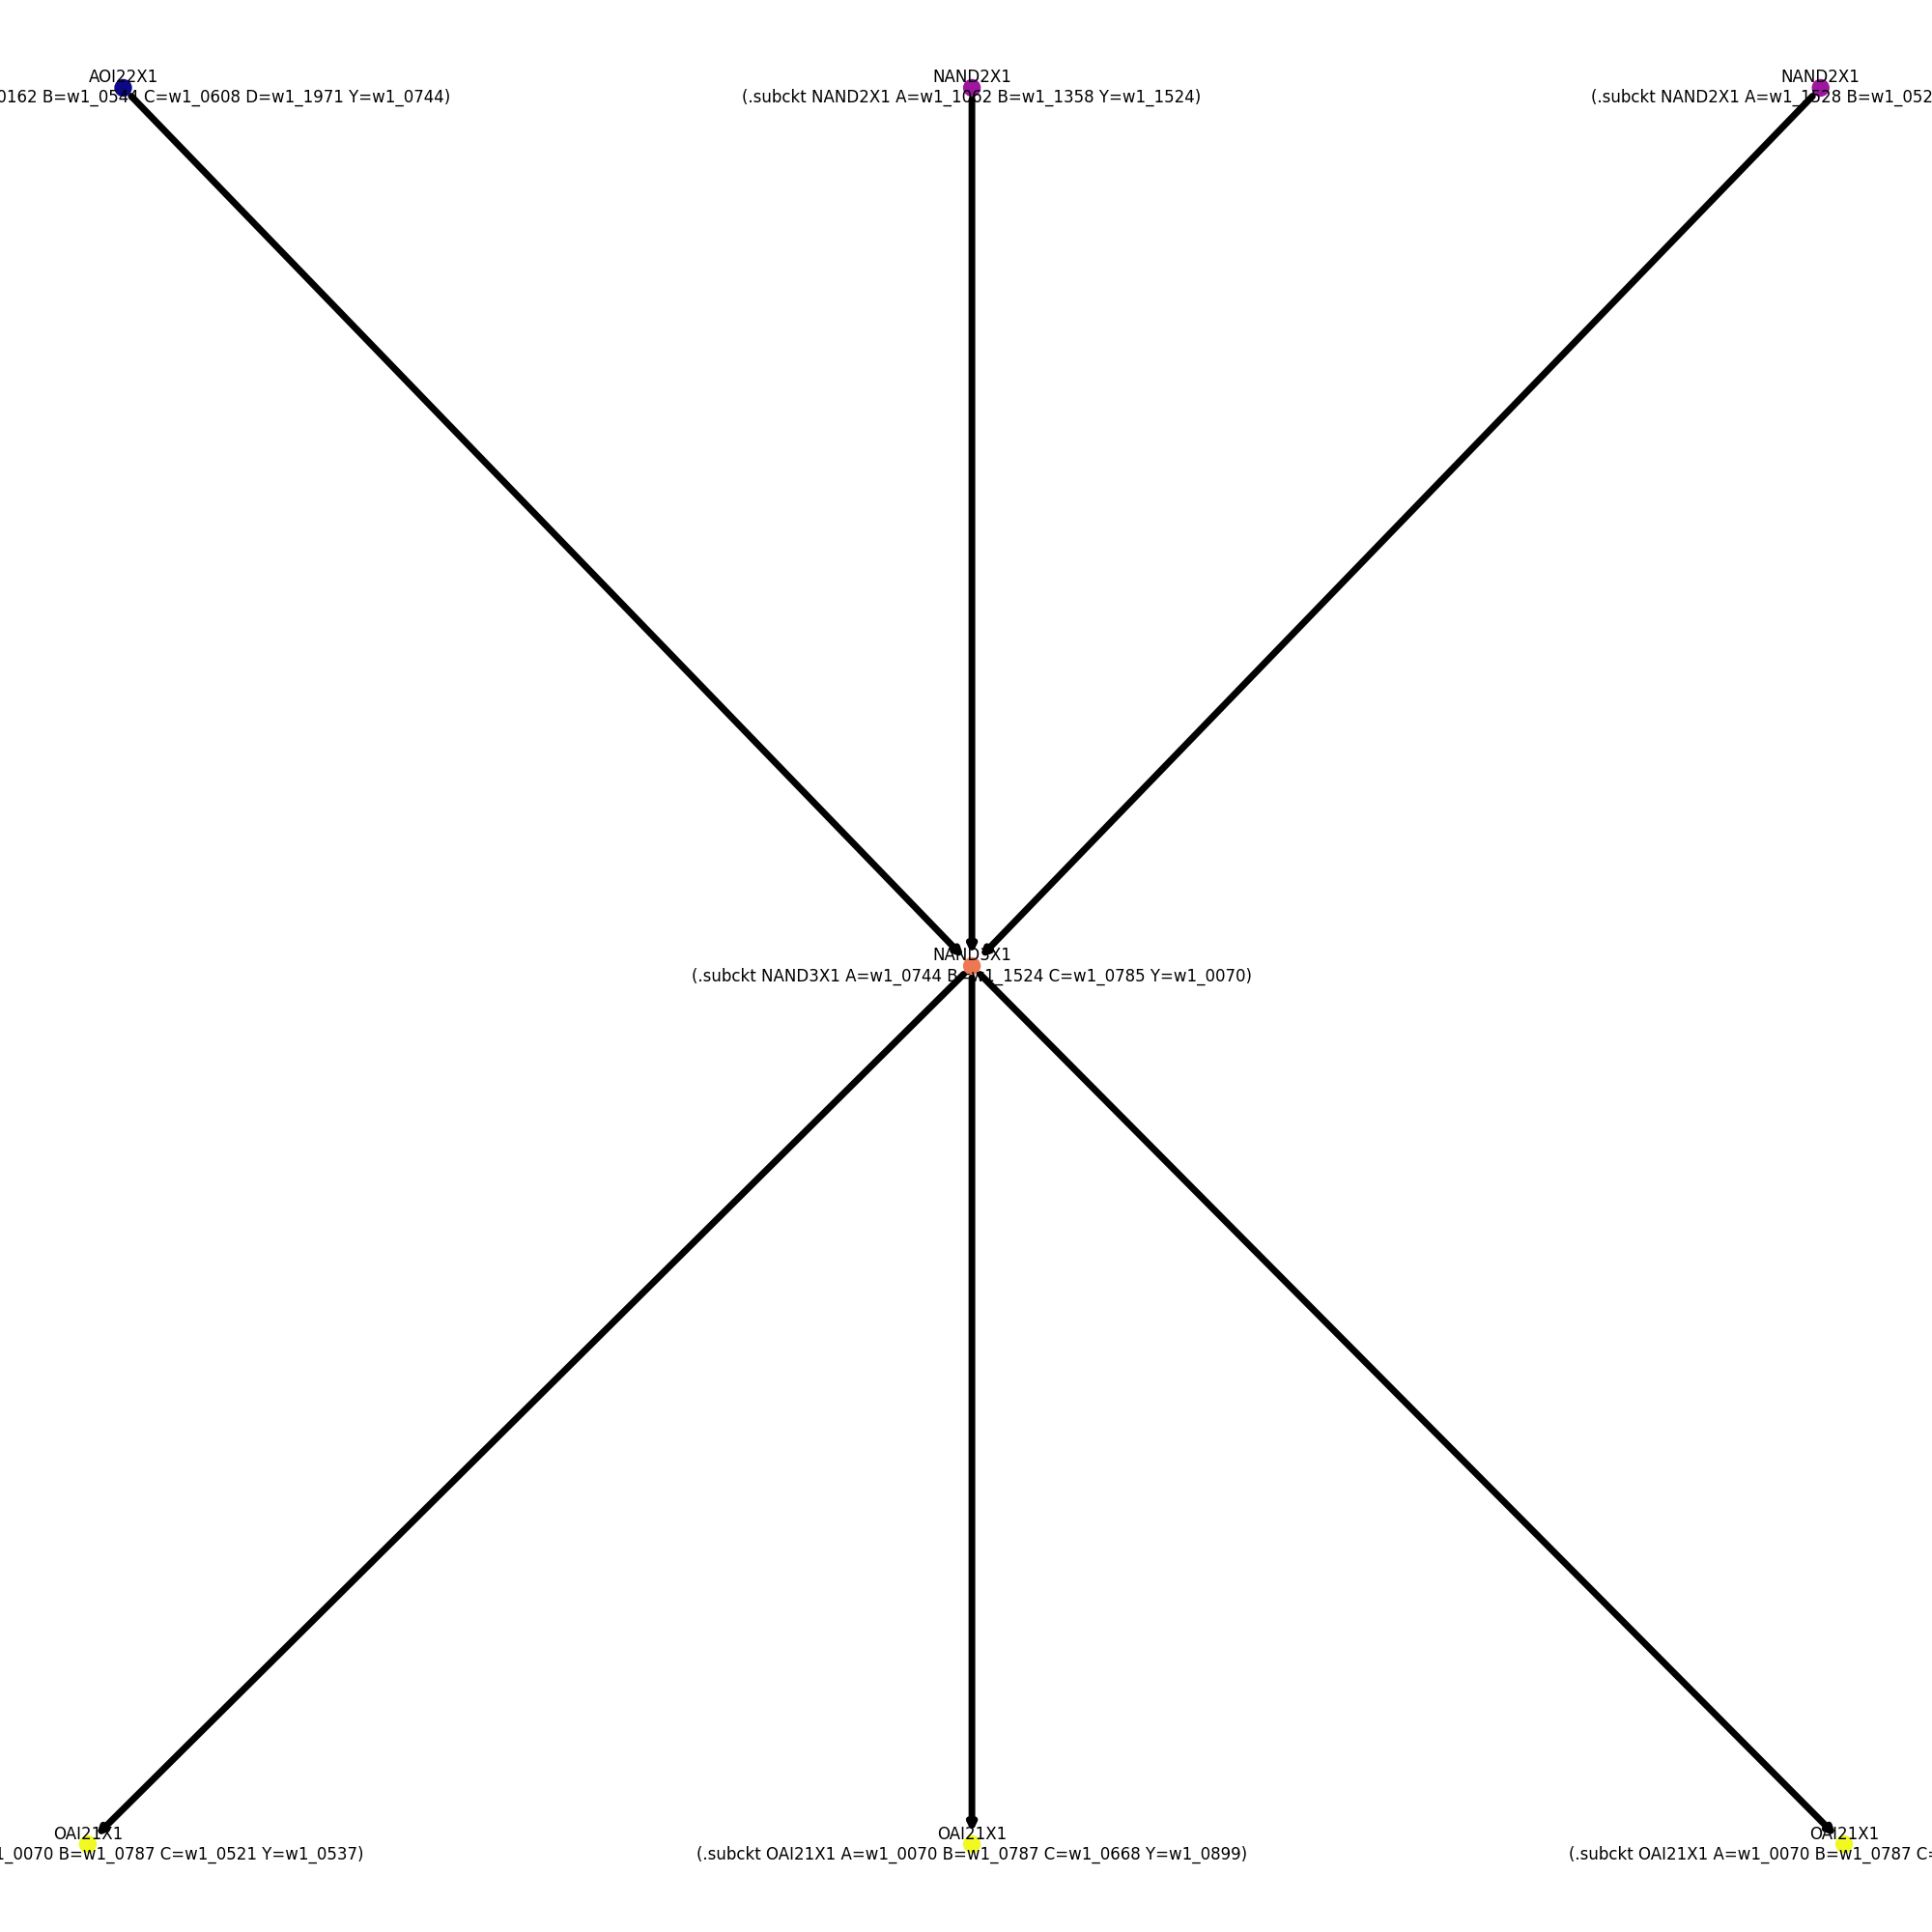 AOI22X1
0162 B=w1_0544 C=w1_0608 D=w1_1971 Y=w1_0744)
NAND2X1
(.subckt NAND2X1 A=w1_1062 B=w1_1358 Y=w1_1524)
NAND2X1
(.subckt NAND2X1 A=w1_1528 B=w1_052
NAND3X1
(.subckt NAND3X1 A=w1_0744 B=w1_1524 C=w1_0785 Y=w1_0070)
OAI21X1
1_0070 B=w1_0787 C=w1_0521 Y=w1_0537)
OAI21X1
(.subckt OAI21X1 A=w1_0070 B=w1_0787 C=w1_0668 Y=w1_0899)
OAI21X1
(.subckt OAI21X1 A=w1_0070 B=w1_0787 C=